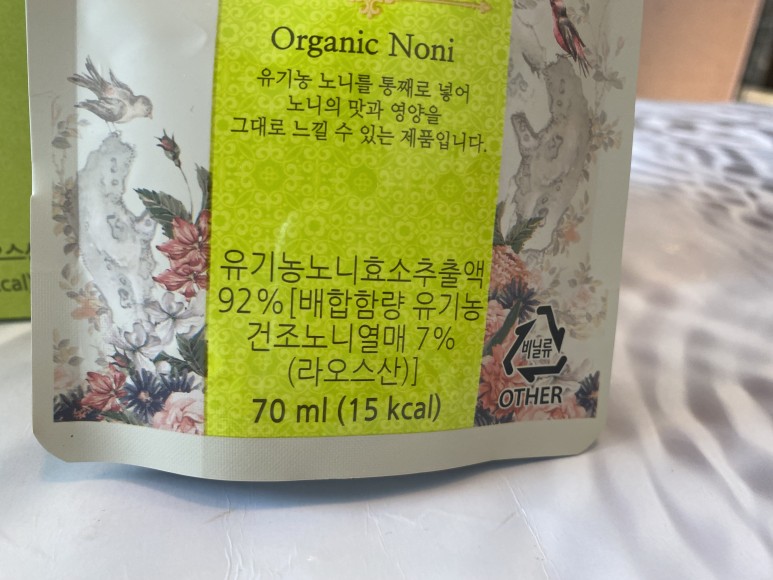 Organic Noni
유기농 노니를 통째로 넣어
노니의 맛과 영양을
그대로 느낄 수 있는 제품입니다.
유기농노니효소추출액
92%[배합함량 유기농
건조노니열매 7%
(라오스산)]
70 ml (15 kcal)
비닐류
OTHER